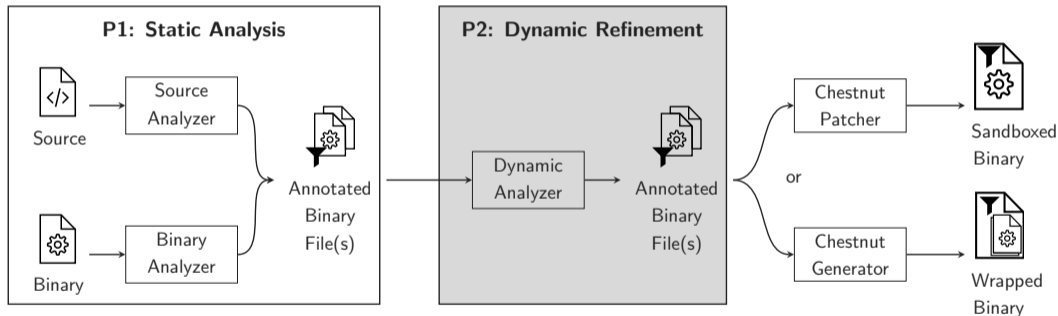 P1: Static Analysis
</>
Source
Source
Analyzer
Binary
Binary
Analyzer
Annotated
Binary
File(s)
P2: Dynamic Refinement
Dynamic
Analyzer
Annotated
Binary
File(s)
or
Chestnut
Patcher
Sandboxed
Binary
Chestnut
Generator
Wrapped
Binary